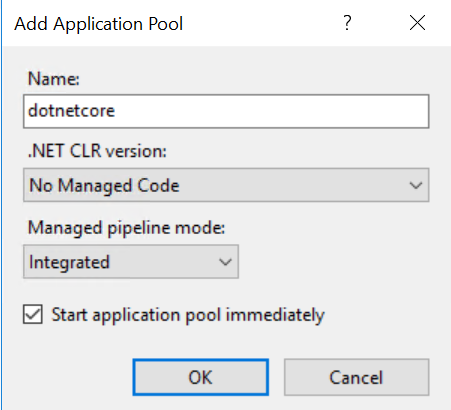 Add Application Pool ?
Name:
dotnetcore
.NET CLR version:
No Managed Code
Managed pipeline mode:
Integrated
Start application pool immediately
OK Cancel